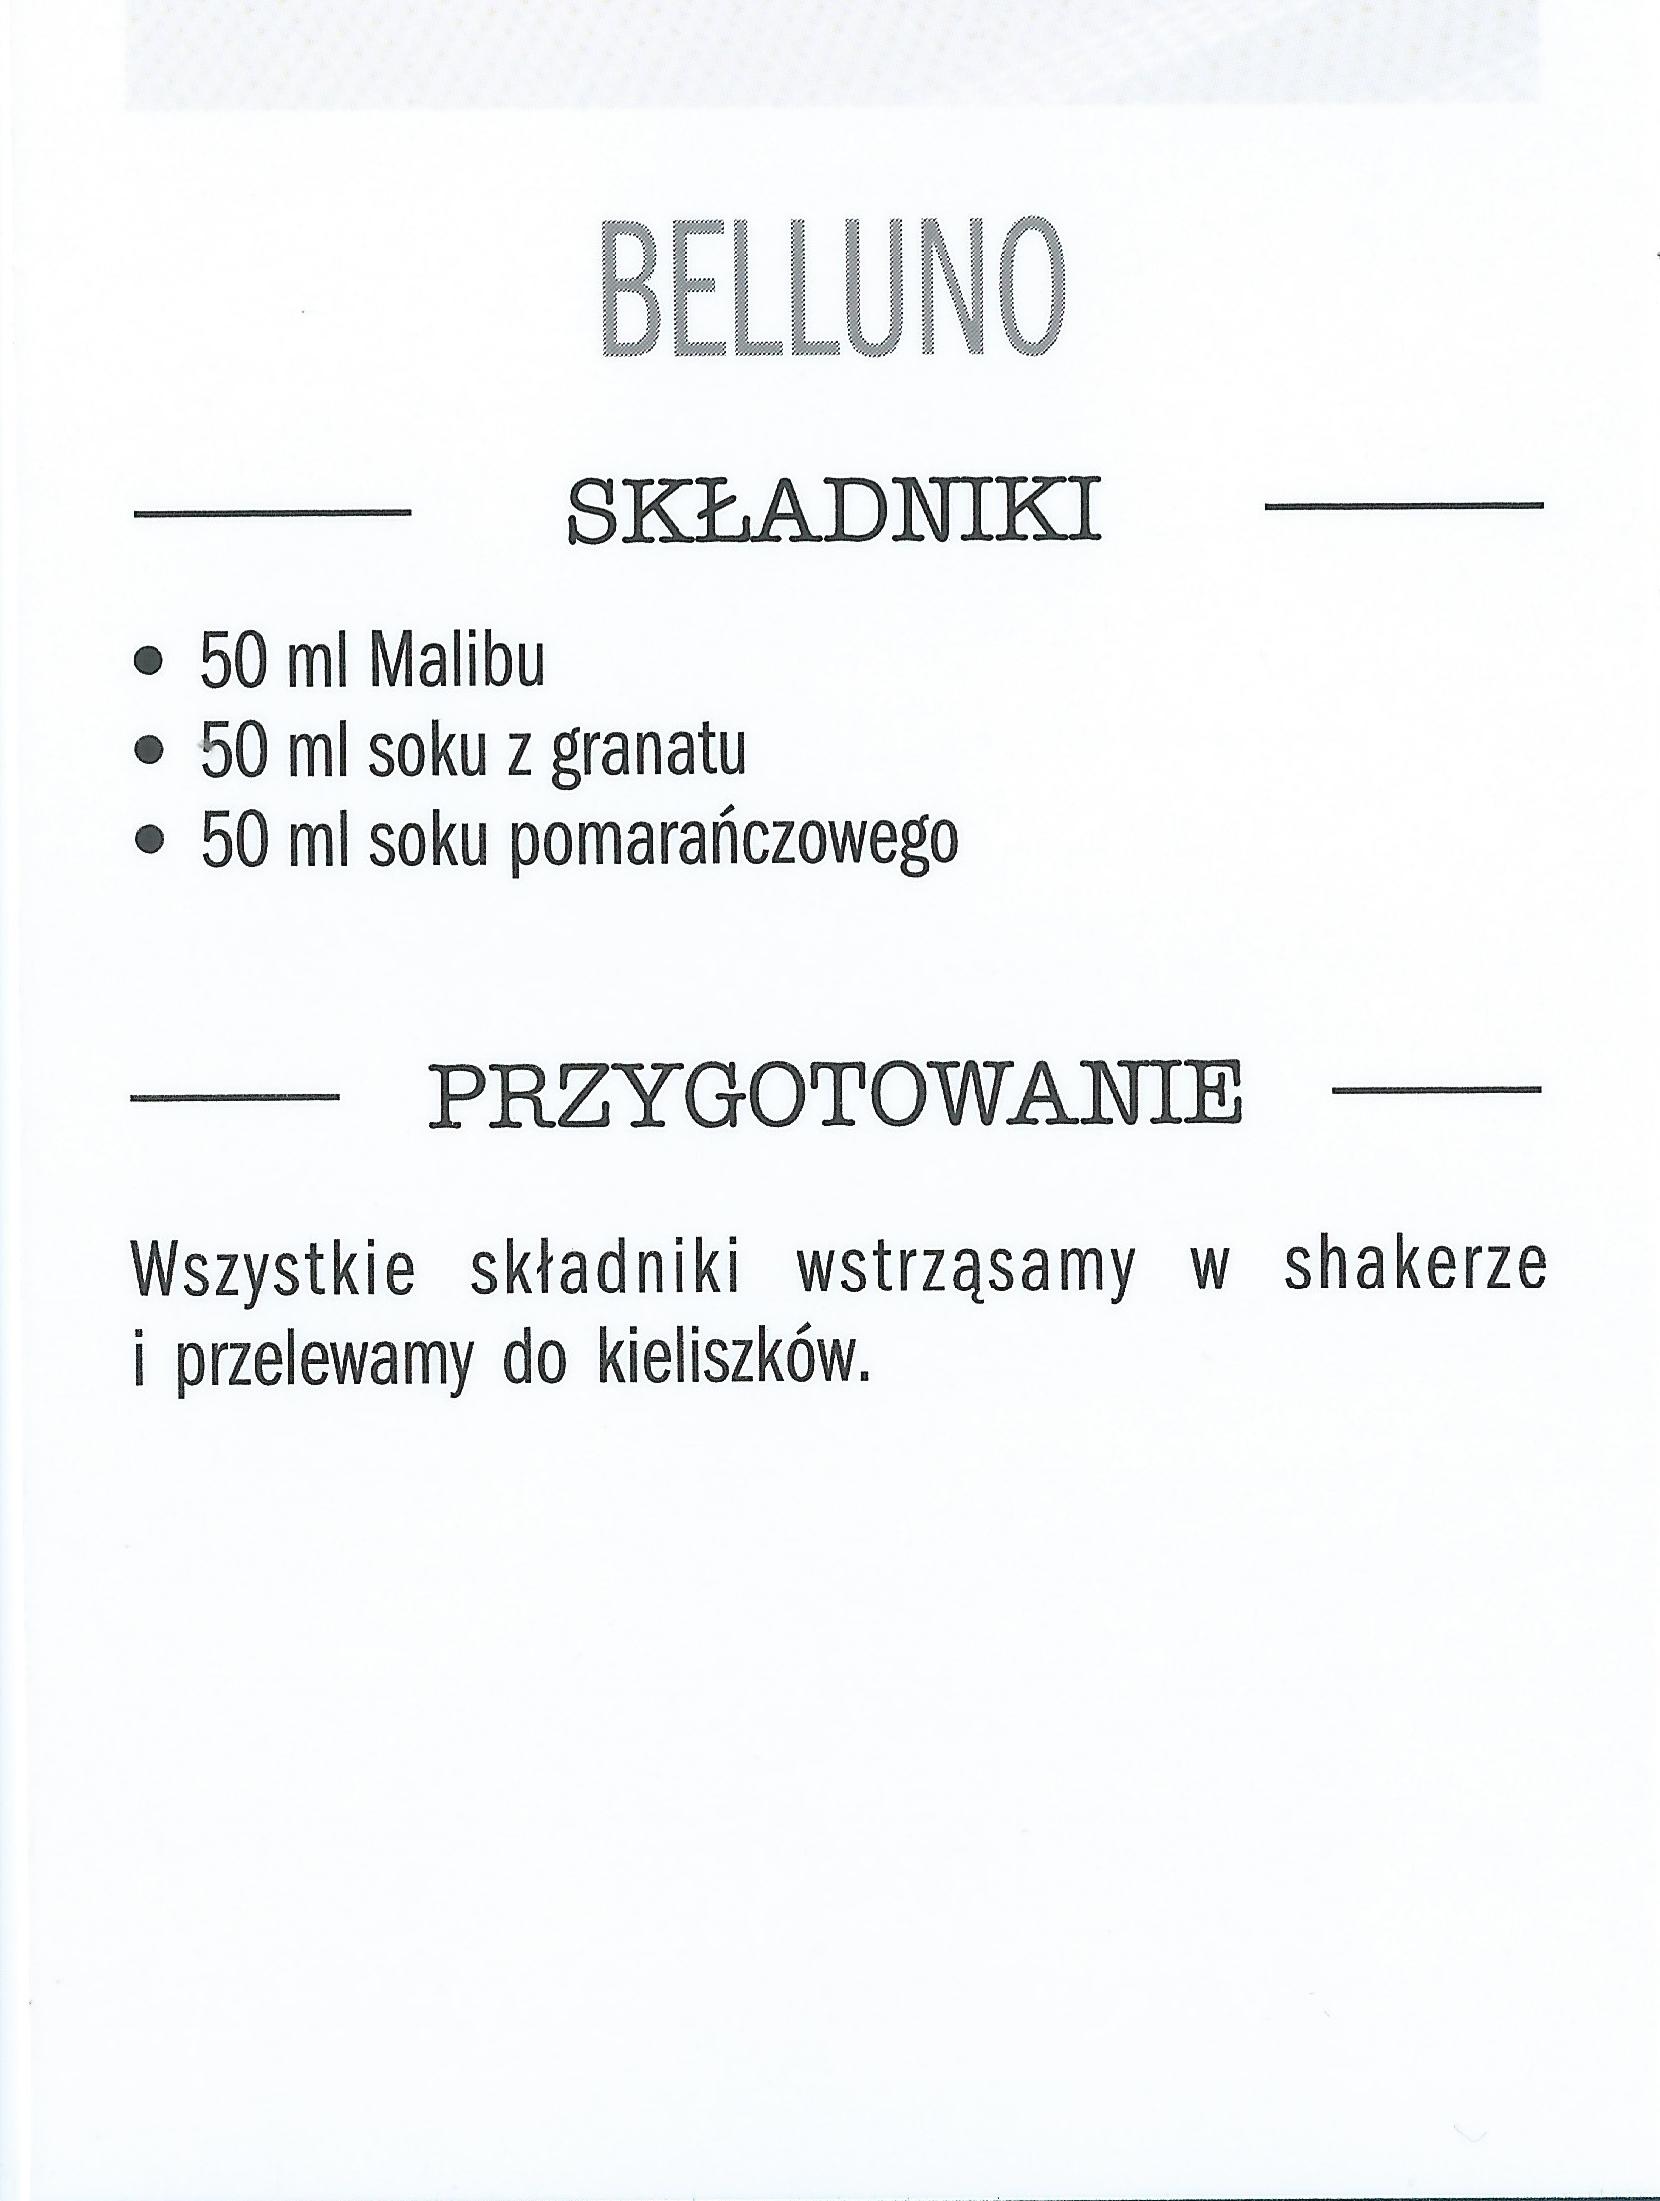 BELLUNO
SKŁADNIKI
• 50 ml Malibu
• 50 ml soku z granatu
• 50 ml soku pomarańczowego
PRZYGOTOWANIE
Wszystkie składniki wstrząsamy w shakerze
i przelewamy do kieliszków.